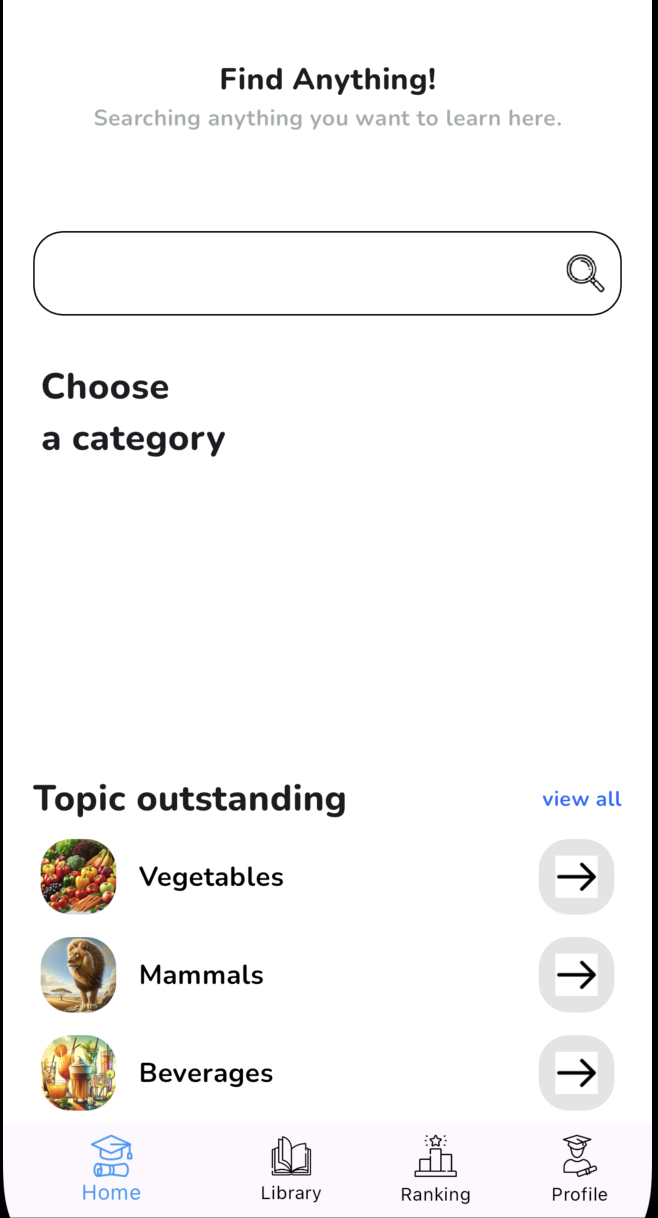 Find Anything!
Searching anything you want to learn here.
Choose
a category
Topic outstanding
view all
Vegetables
Mammals
Beverages
Home
Library
Ranking
Profile